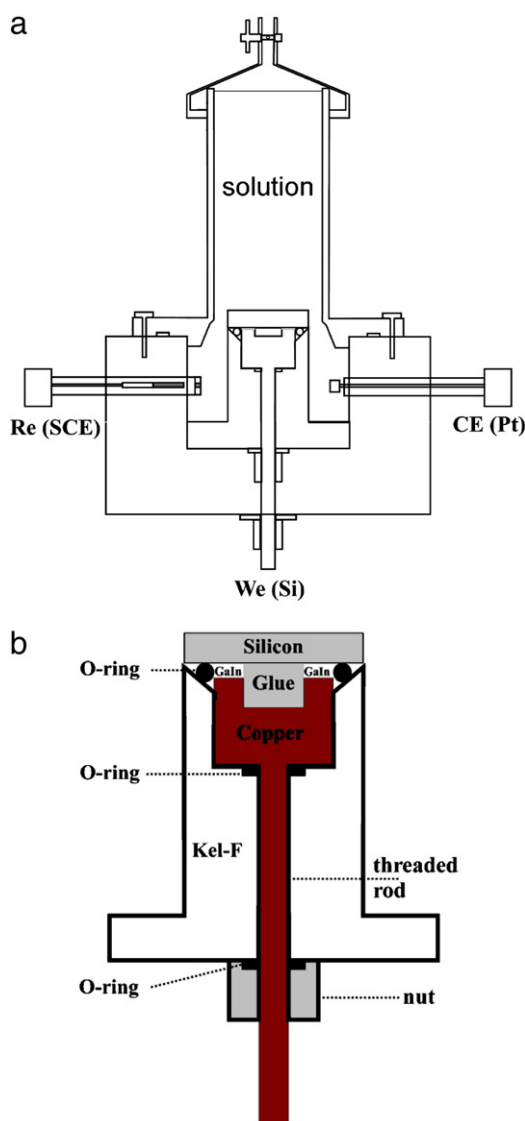 a
solution
Re (SCE)
CE (Pt)
We (Si)
b
Silicon
O-ring
GaIn
GaIn
Glue
Copper
O-ring
Kel-F
threaded
rod
O-ring
nut